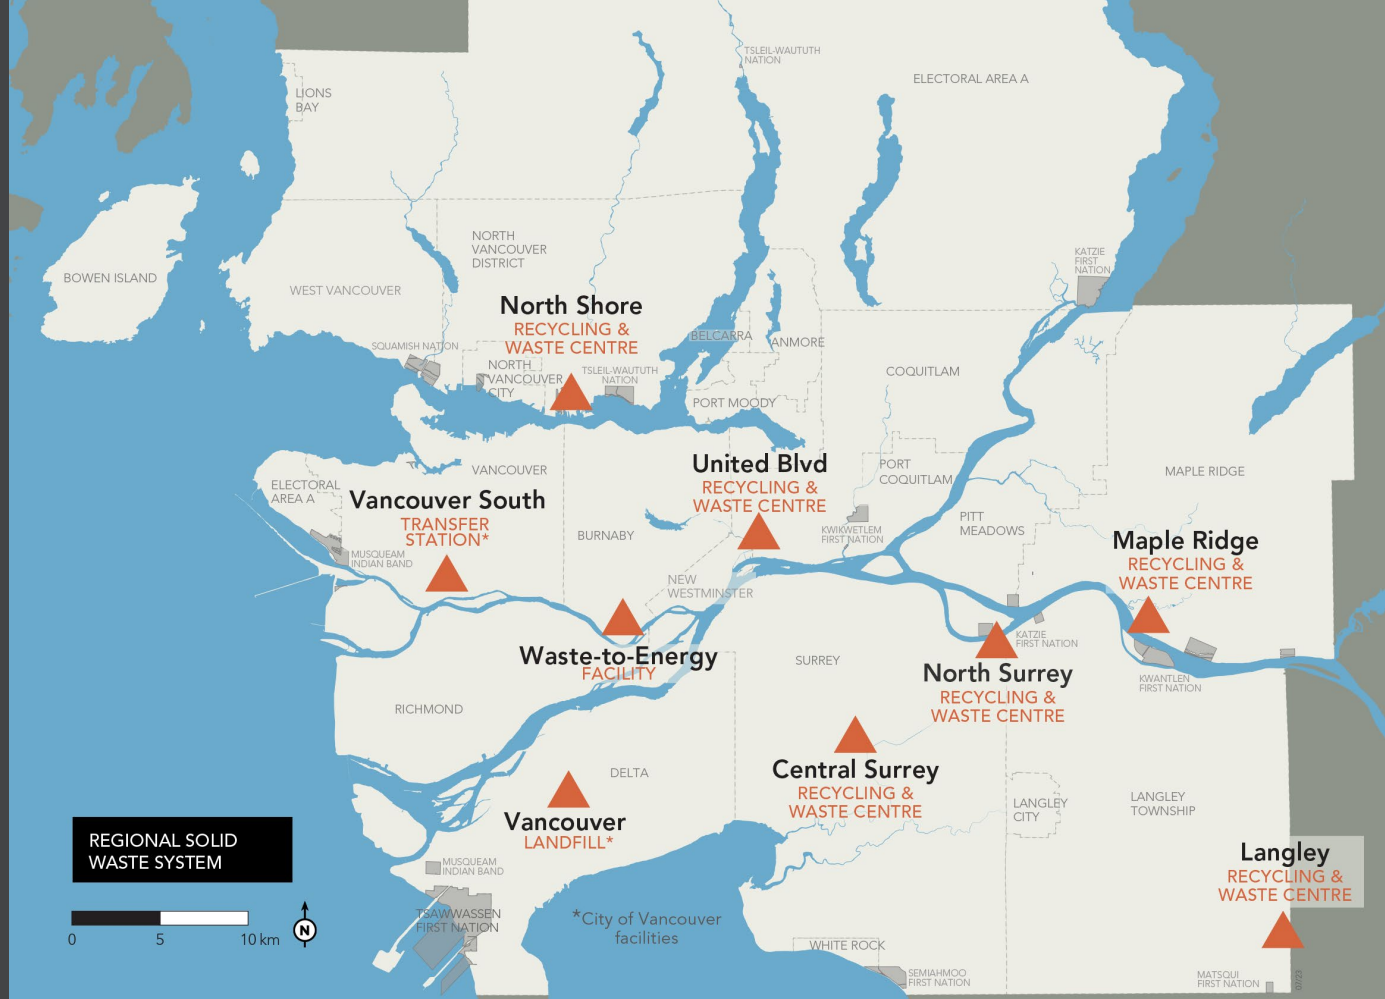 TSLEIL-WAUTUTH
NATION
ELECTORAL AREA A
LIONS
BAY
NORTH
VANCOUVER
DISTRICT
KATZIE
FIRST
NATION
BOWEN ISLAND
WEST VANCOUVER
North Shore
RECYCLING &
WASTE CENTRE
BELCARRA
ANMORE
SQUAMISH NATION
NORTH
VANCOUVER
CITY
TSLEIL-WAUTUTH
NATION
COQUITLAM
PORT MOODY
VANCOUVER
United Blvd
RECYCLING &
WASTE CENTRE
PORT
COQUITLAM
MAPLE RIDGE
ELECTORAL
AREA A
Vancouver South
TRANSFER
STATION*
BURNABY
KWIKWETLEM
FIRST NATION
PITT
MEADOWS
Maple Ridge
RECYCLING &
WASTE CENTRE
MUSQUEAM
INDIAN BAND
NEW
WESTMINSTER
KATZIE
FIRST NATION
Waste-to-Energy
FACILITY
SURREY
North Surrey
RECYCLING &
WASTE CENTRE
KWANTLEN
FIRST NATION
RICHMOND
DELTA
Central Surrey
RECYCLING &
WASTE CENTRE
LANGLEY
CITY
LANGLEY
TOWNSHIP
Vancouver
LANDFILL*
REGIONAL SOLID
WASTE SYSTEM
Langley
RECYCLING &
WASTE CENTRE
MUSQUEAM
INDIAN BAND
TSAWWASSEN
FIRST NATION
*City of Vancouver
facilities
0 5 10 km
N
WHITE ROCK
SEMIAHMOO
FIRST NATION
MATSQUI
FIRST NATION
07/23